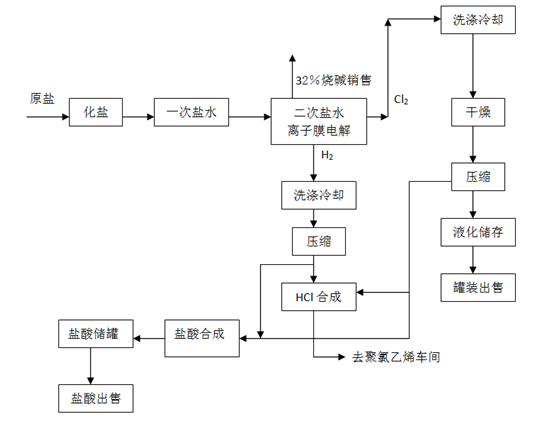 洗涤冷却
32%烧碱销售
Cl2
原盐
化盐
一次盐水
二次盐水
离子膜电解
干燥
H2
洗涤冷却
压缩
压缩
液化储存
HCl 合成
罐装出售
盐酸储罐
盐酸合成
去聚氯乙烯车间
盐酸出售